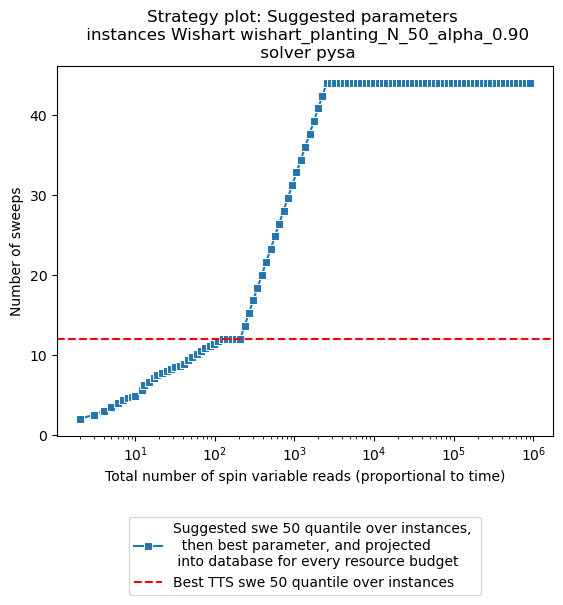 Strategy plot: Suggested parameters
instances Wishart wishart_planting_N_50_alpha_0.90
solver pysa
Number of sweeps
40
30
20
10
0
10^1
10^2
10^3
10^4
10^5
10^6
Total number of spin variable reads (proportional to time)
Suggested swe 50 quantile over instances,
then best parameter, and projected
into database for every resource budget
Best TTS swe 50 quantile over instances